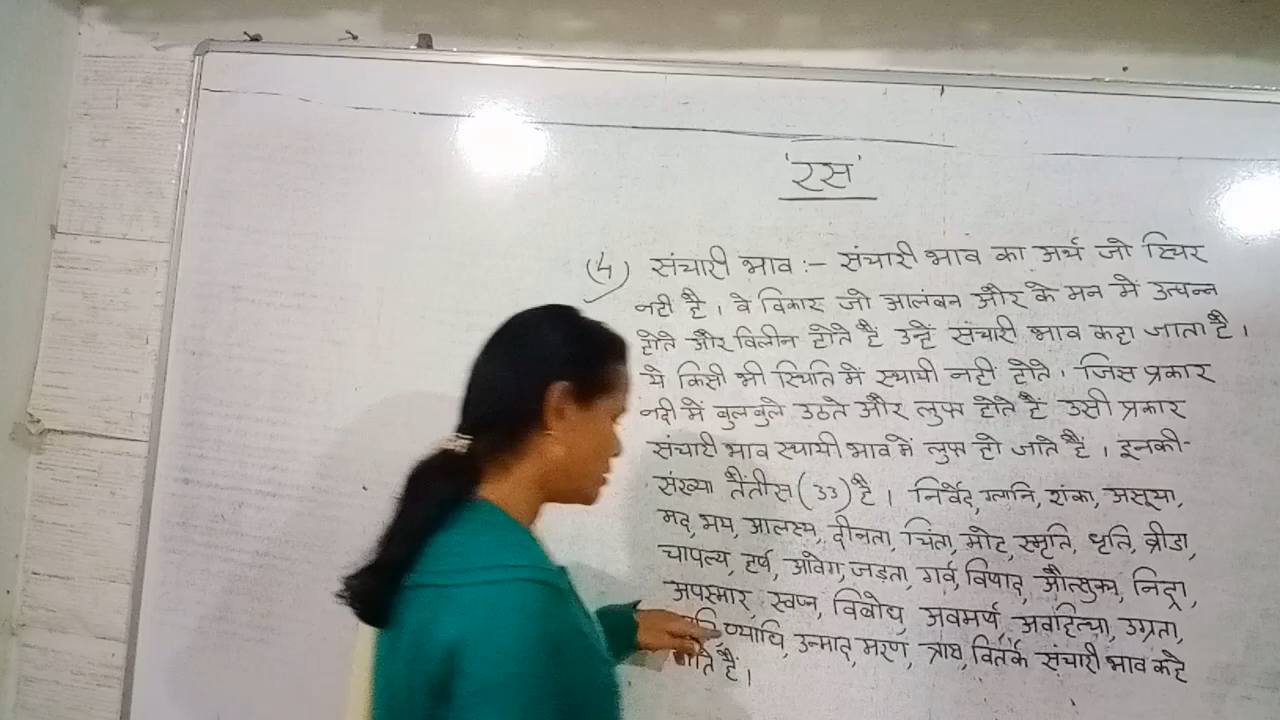 'रस'
(4) संचारी भाव :- संचारी भाव का अर्थ जो स्थिर
नही है । वे विकार जो आलंबन और के मन में उत्पन्न
होते और विलीन होते हैं उन्हें संचारी भाव कहा जाता है ।
ये किसी भी स्थिति में स्थायी नही होते । जिस प्रकार
नदी में बुलबुले उठते और लुप्त होते हैं उसी प्रकार
संचारी भाव स्थायी भाव में लुप्त हो जाते हैं । इनकी-
संख्या तैंतीस (33) है । निर्वेद, ग्लानि, शंका, असूया,
मद, भय, आलस्य, दीनता, चिंता, मोह, स्मृति, धृति, व्रीडा,
चापल्य, हर्ष, आवेग, जड़ता, गर्व, विषाद, औत्सुक्य, निद्रा,
अपस्मार, स्वप्न, विबोध, अवमर्ष, अवहित्था, उग्रता,
व्याधि, उन्माद, मरण, त्रास, वितर्क संचारी भाव कहे
जाते हैं ।